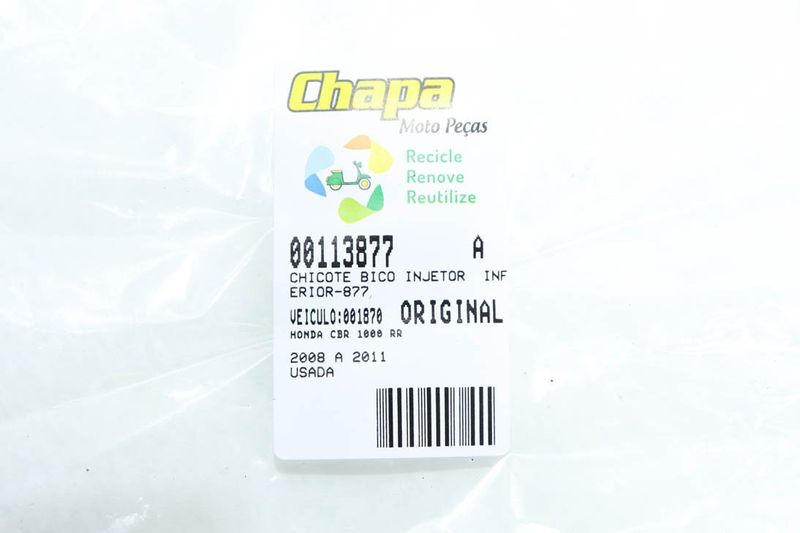 Chapa
Moto Peças
Recicle
Renove
Reutilize
00113877 A
CHICOTE BICO INJETOR INF
ERIOR-877,
VEICULO:001870 ORIGINAL
HONDA CBR 1000 RR
2008 A 2011
USADA